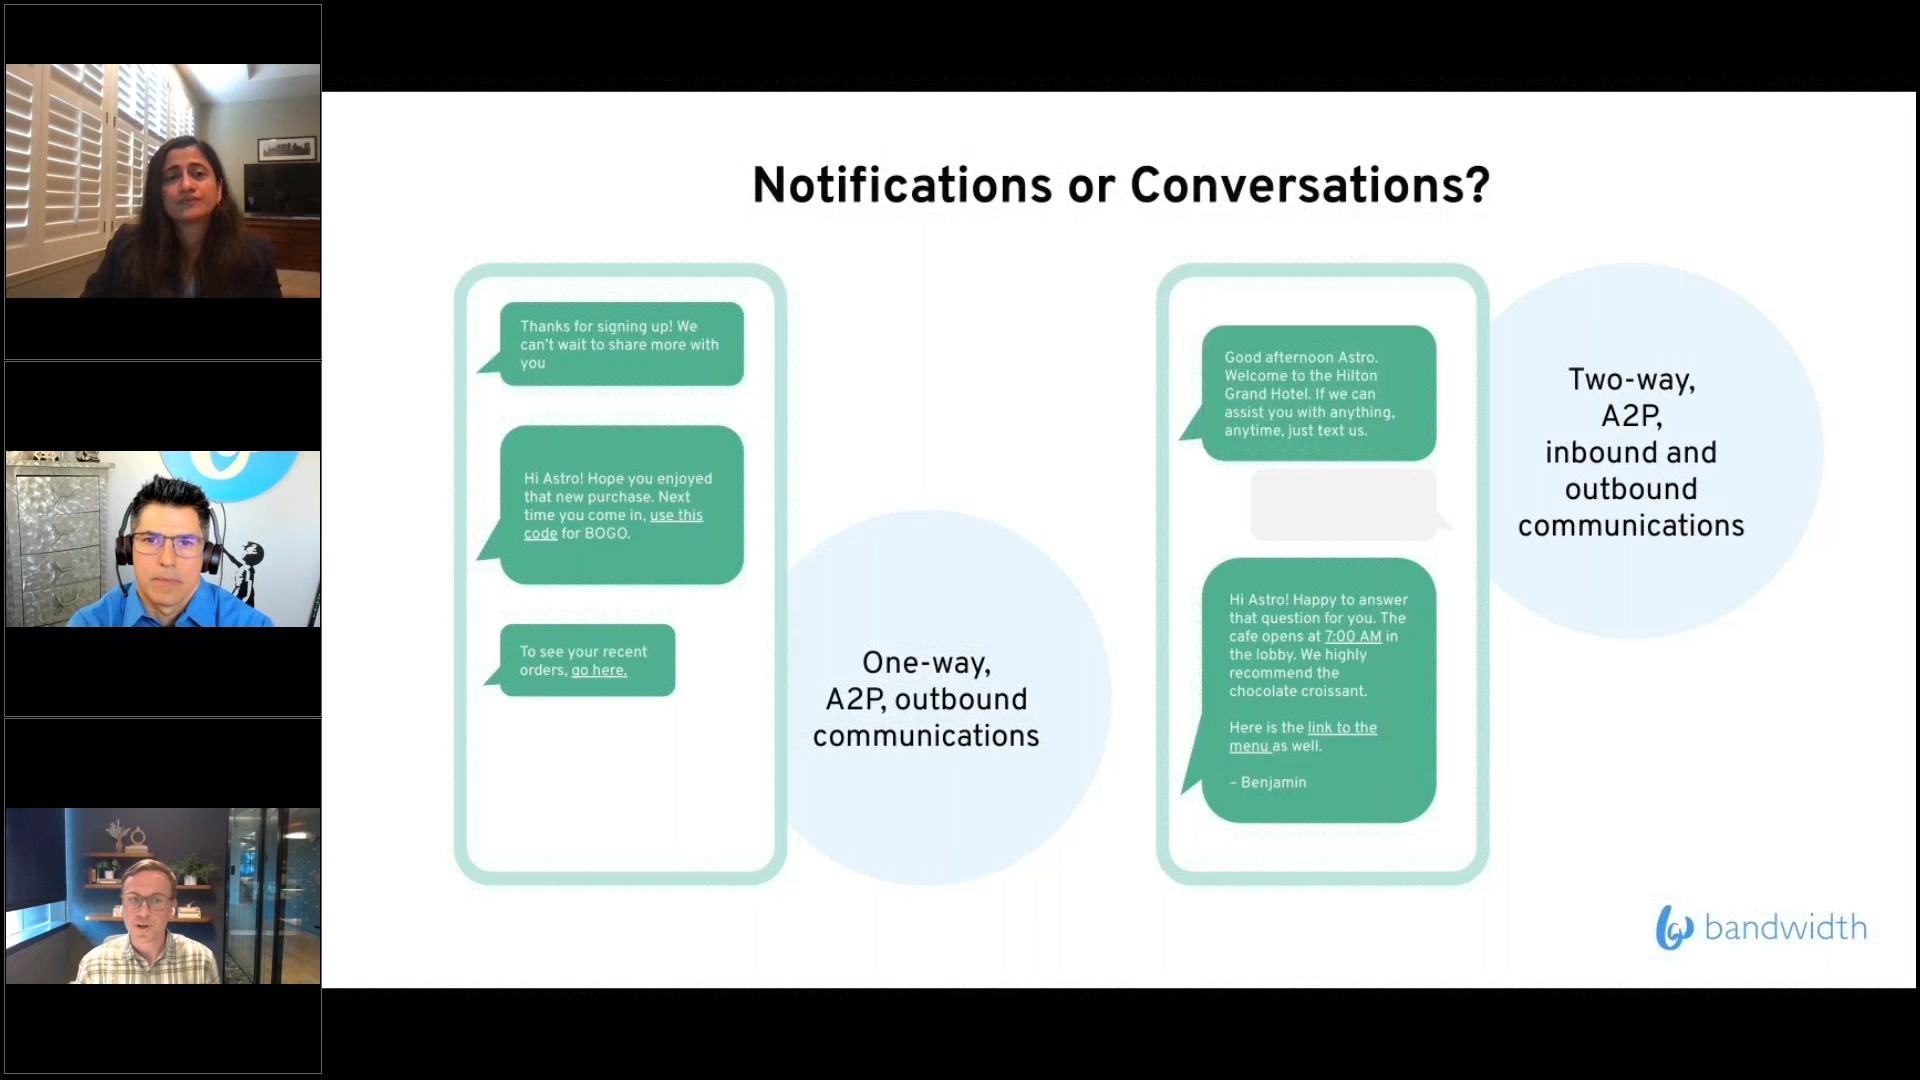 Notifications or Conversations?
Thanks for signing up! We
can't wait to share more with
you
Hi Astro! Hope you enjoyed
that new purchase. Next
time you come in, use this
code for BOGO.
To see your recent
orders, go here.
One-way,
A2P, outbound
communications
Good afternoon Astro.
Welcome to the Hilton
Grand Hotel. If we can
assist you with anything,
anytime, just text us.
Hi Astro! Happy to answer
that question for you. The
cafe opens at 7:00 AM in
the lobby. We highly
recommend the
chocolate croissant.
Here is the link to the
menu as well.
– Benjamin
Two-way,
A2P,
inbound and
outbound
communications
bandwidth